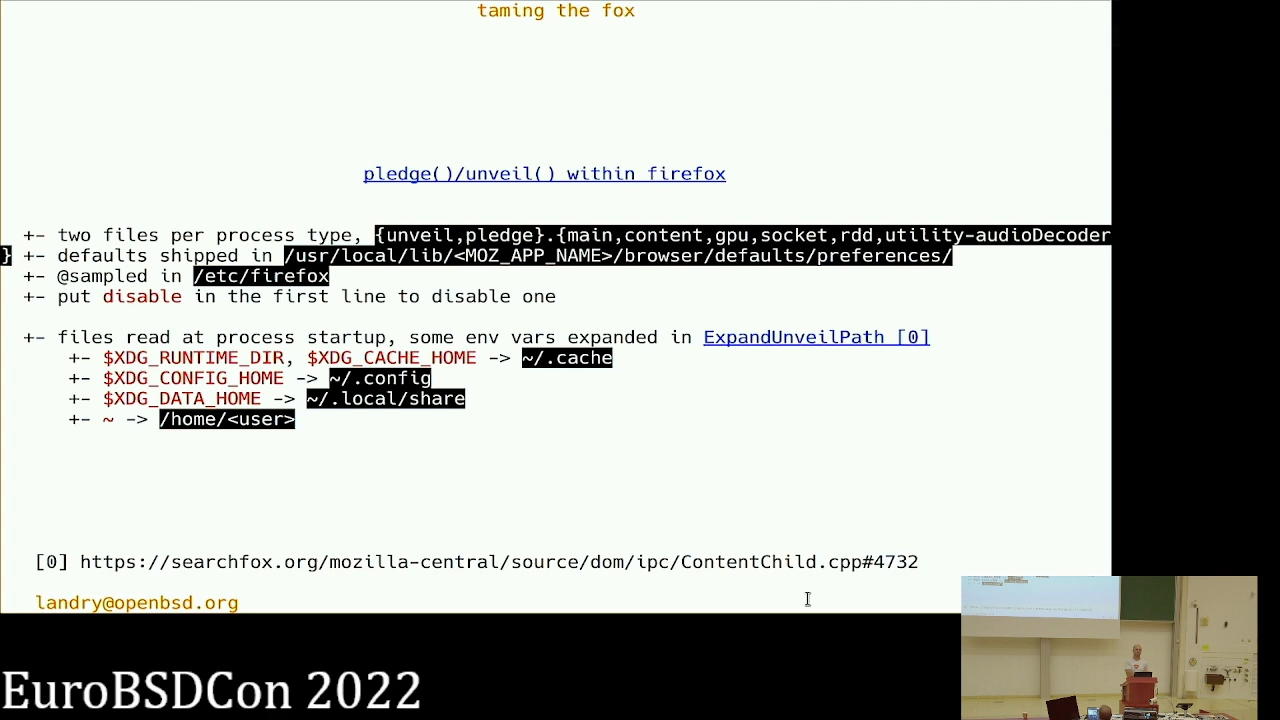 taming the fox
pledge()/unveil() within firefox
+- two files per process type, {unveil,pledge}.{main,content,gpu,socket,rdd,utility-audioDecoder
} +- defaults shipped in /usr/local/lib/<MOZ_APP_NAME>/browser/defaults/preferences/
+- @sampled in /etc/firefox
+- put disable in the first line to disable one
+- files read at process startup, some env vars expanded in ExpandUnveilPath [0]
+- $XDG_RUNTIME_DIR, $XDG_CACHE_HOME -> ~/.cache
+- $XDG_CONFIG_HOME -> ~/.config
+- $XDG_DATA_HOME -> ~/.local/share
+- ~ -> /home/<user>
[0] https://searchfox.org/mozilla-central/source/dom/ipc/ContentChild.cpp#4732
landry@openbsd.org
EuroBSDCon 2022